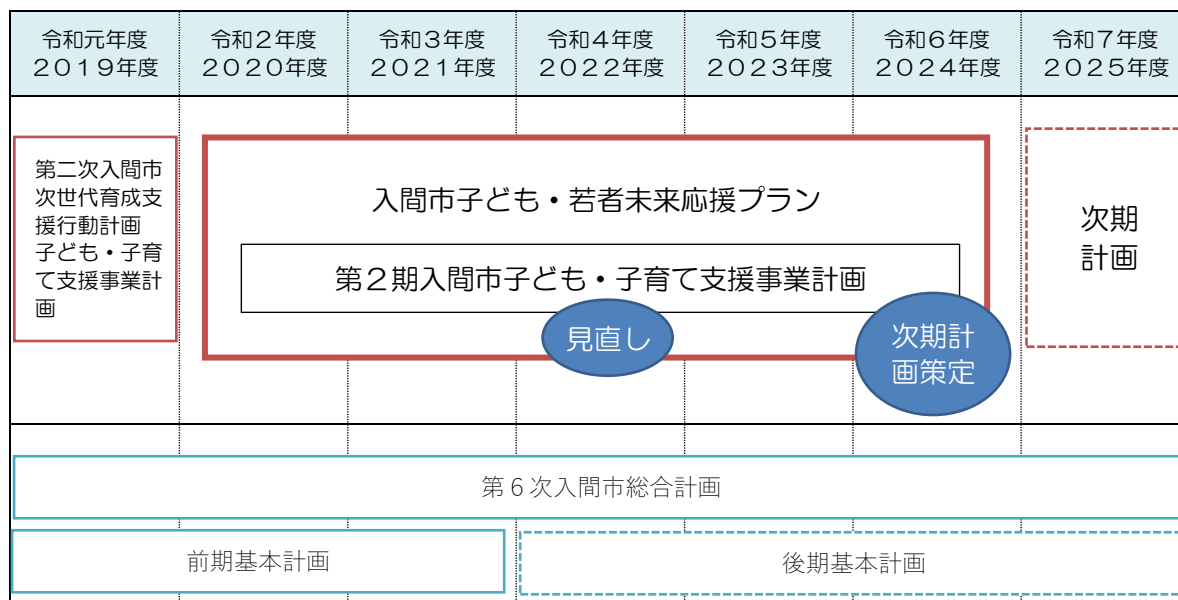 令和元年度
２０１９年度
令和２年度
２０２０年度
令和３年度
２０２１年度
令和４年度
２０２２年度
令和５年度
２０２３年度
令和６年度
２０２４年度
令和７年度
２０２５年度
第二次入間市
次世代育成支
援行動計画
子ども・子育
て支援事業計
画
入間市子ども・若者未来応援プラン
第２期入間市子ども・子育て支援事業計画
見直し
次期計
画策定
次期
計画
第６次入間市総合計画
前期基本計画
後期基本計画